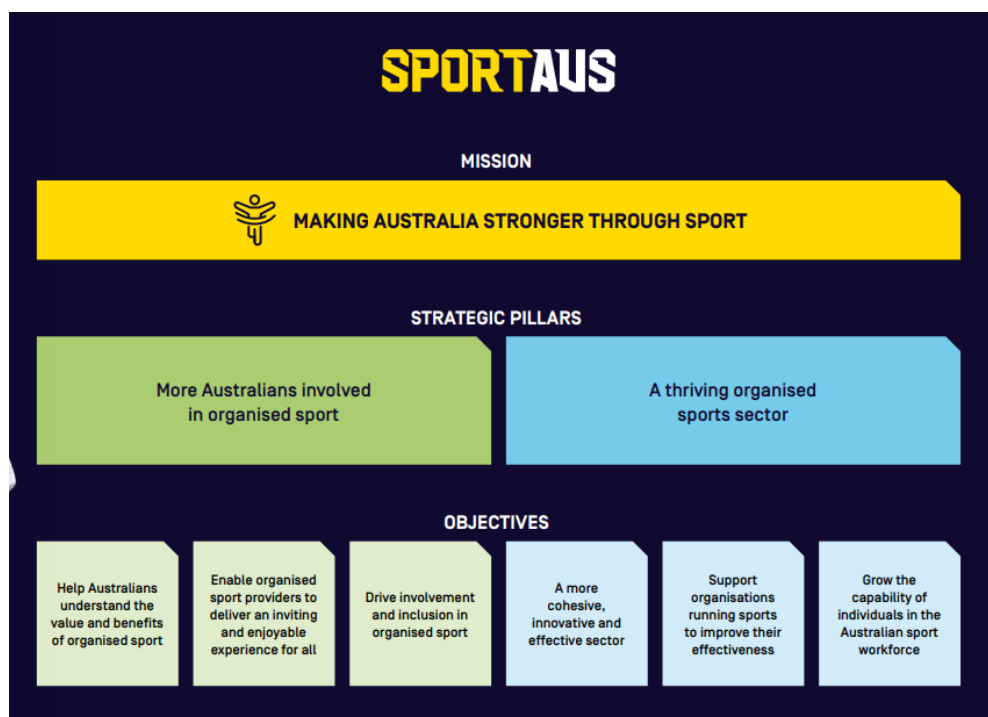 SPORTAUS
MISSION
MAKING AUSTRALIA STRONGER THROUGH SPORT
STRATEGIC PILLARS
More Australians involved
in organised sport
A thriving organised
sports sector
OBJECTIVES
Help Australians
understand the
value and benefits
of organised sport
Enable organised
sport providers to
deliver an inviting
and enjoyable
experience for all
Drive involvement
and inclusion in
organised sport
A more
cohesive,
innovative and
effective sector
Support
organisations
running sports
to improve their
effectiveness
Grow the
capability of
individuals in the
Australian sport
workforce